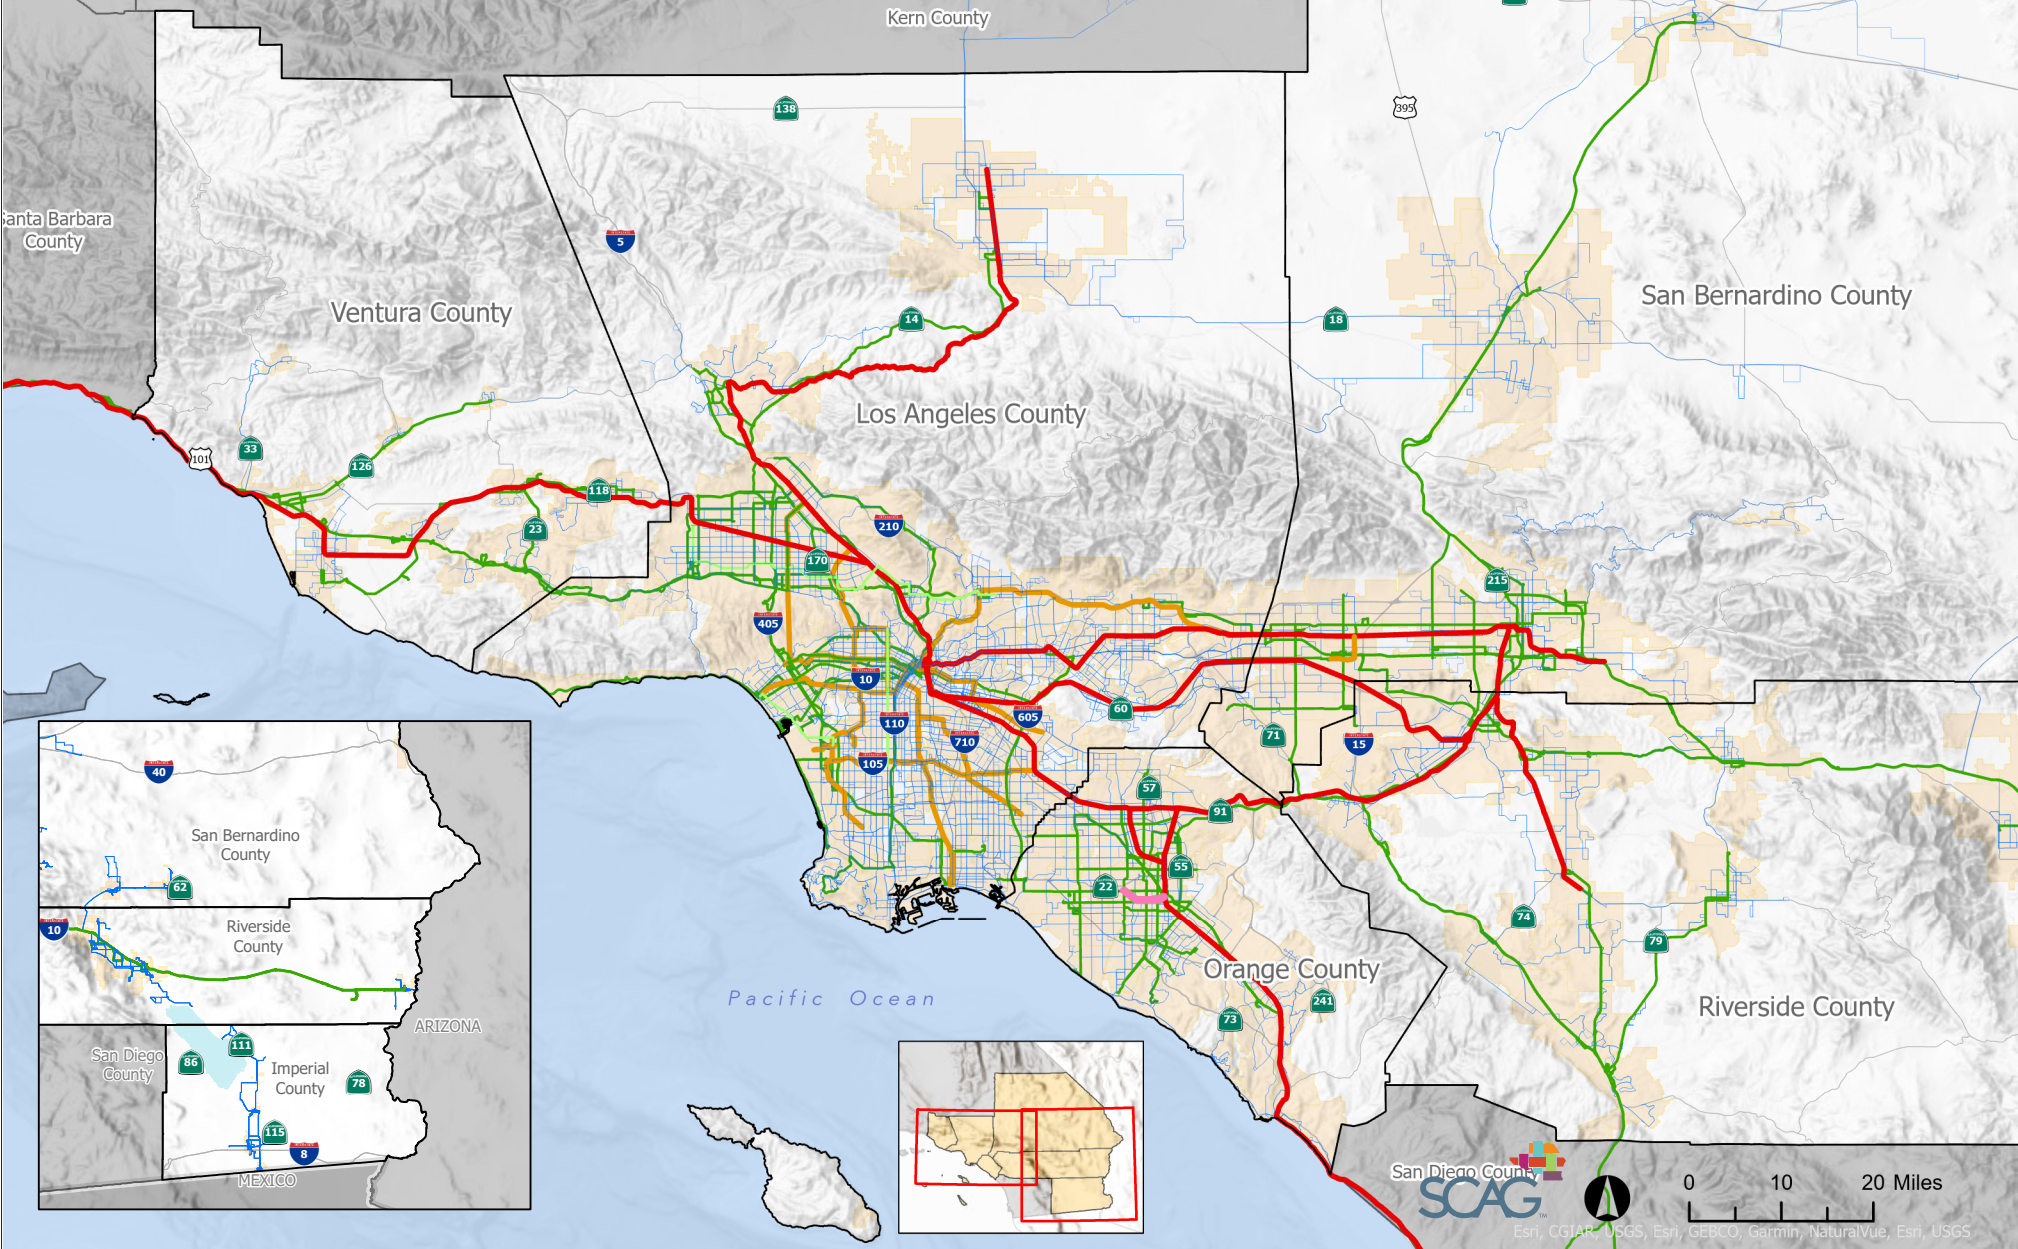 Kern County
138
395
Santa Barbara
County
5
Ventura County
San Bernardino County
14
18
Los Angeles County
33
101
126
118
23
210
170
215
405
10
60
605
110
710
105
71
15
57
91
55
22
74
79
Orange County
241
73
Riverside County
Pacific Ocean
40
San Bernardino
County
62
10
Riverside
County
ARIZONA
San Diego
County
86
111
Imperial
County
78
115
8
MEXICO
San Diego County
SCAG
TM
0 10 20 Miles
Esri, CGIAR, USGS, Esri, GEBCO, Garmin, NaturalVue, Esri, USGS